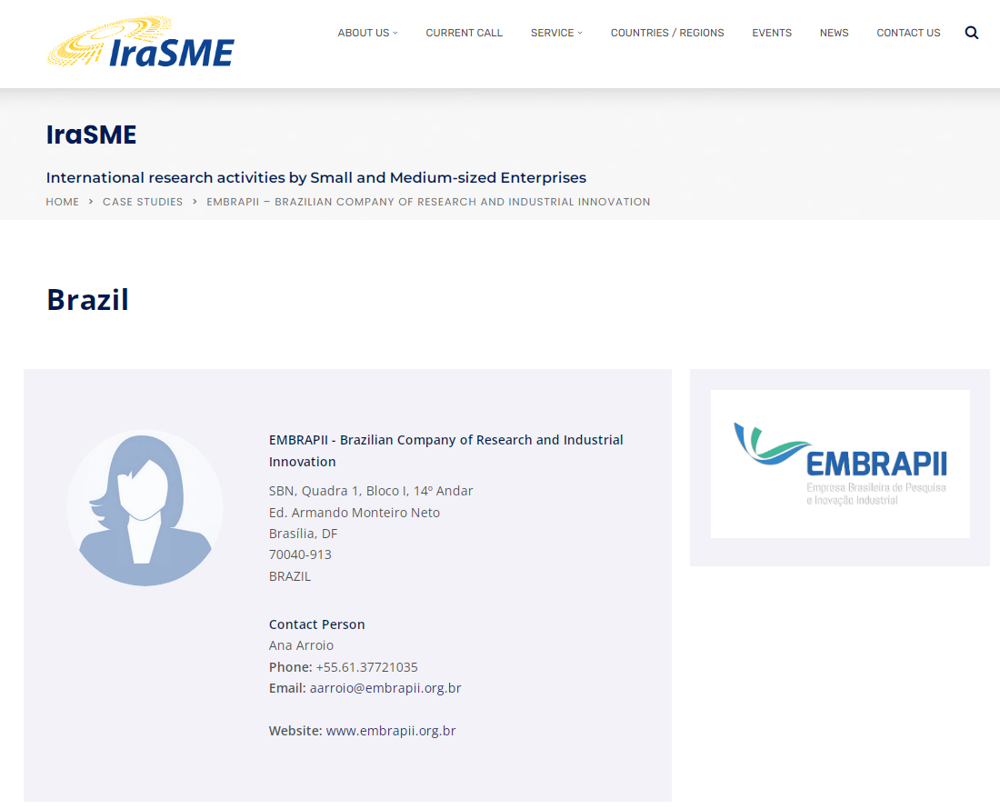 IraSME
ABOUT US
CURRENT CALL
SERVICE
COUNTRIES / REGIONS
EVENTS
NEWS
CONTACT US
IraSME
International research activities by Small and Medium-sized Enterprises
HOME > CASE STUDIES > EMBRAPII – BRAZILIAN COMPANY OF RESEARCH AND INDUSTRIAL INNOVATION
Brazil
EMBRAPII - Brazilian Company of Research and Industrial
Innovation
SBN, Quadra 1, Bloco I, 14º Andar
Ed. Armando Monteiro Neto
Brasília, DF
70040-913
BRAZIL
Contact Person
Ana Arroio
Phone: +55.61.37721035
Email: aarroio@embrapii.org.br
Website: www.embrapii.org.br
EMBRAPII
Empresa Brasileira de Pesquisa
e Inovação Industrial